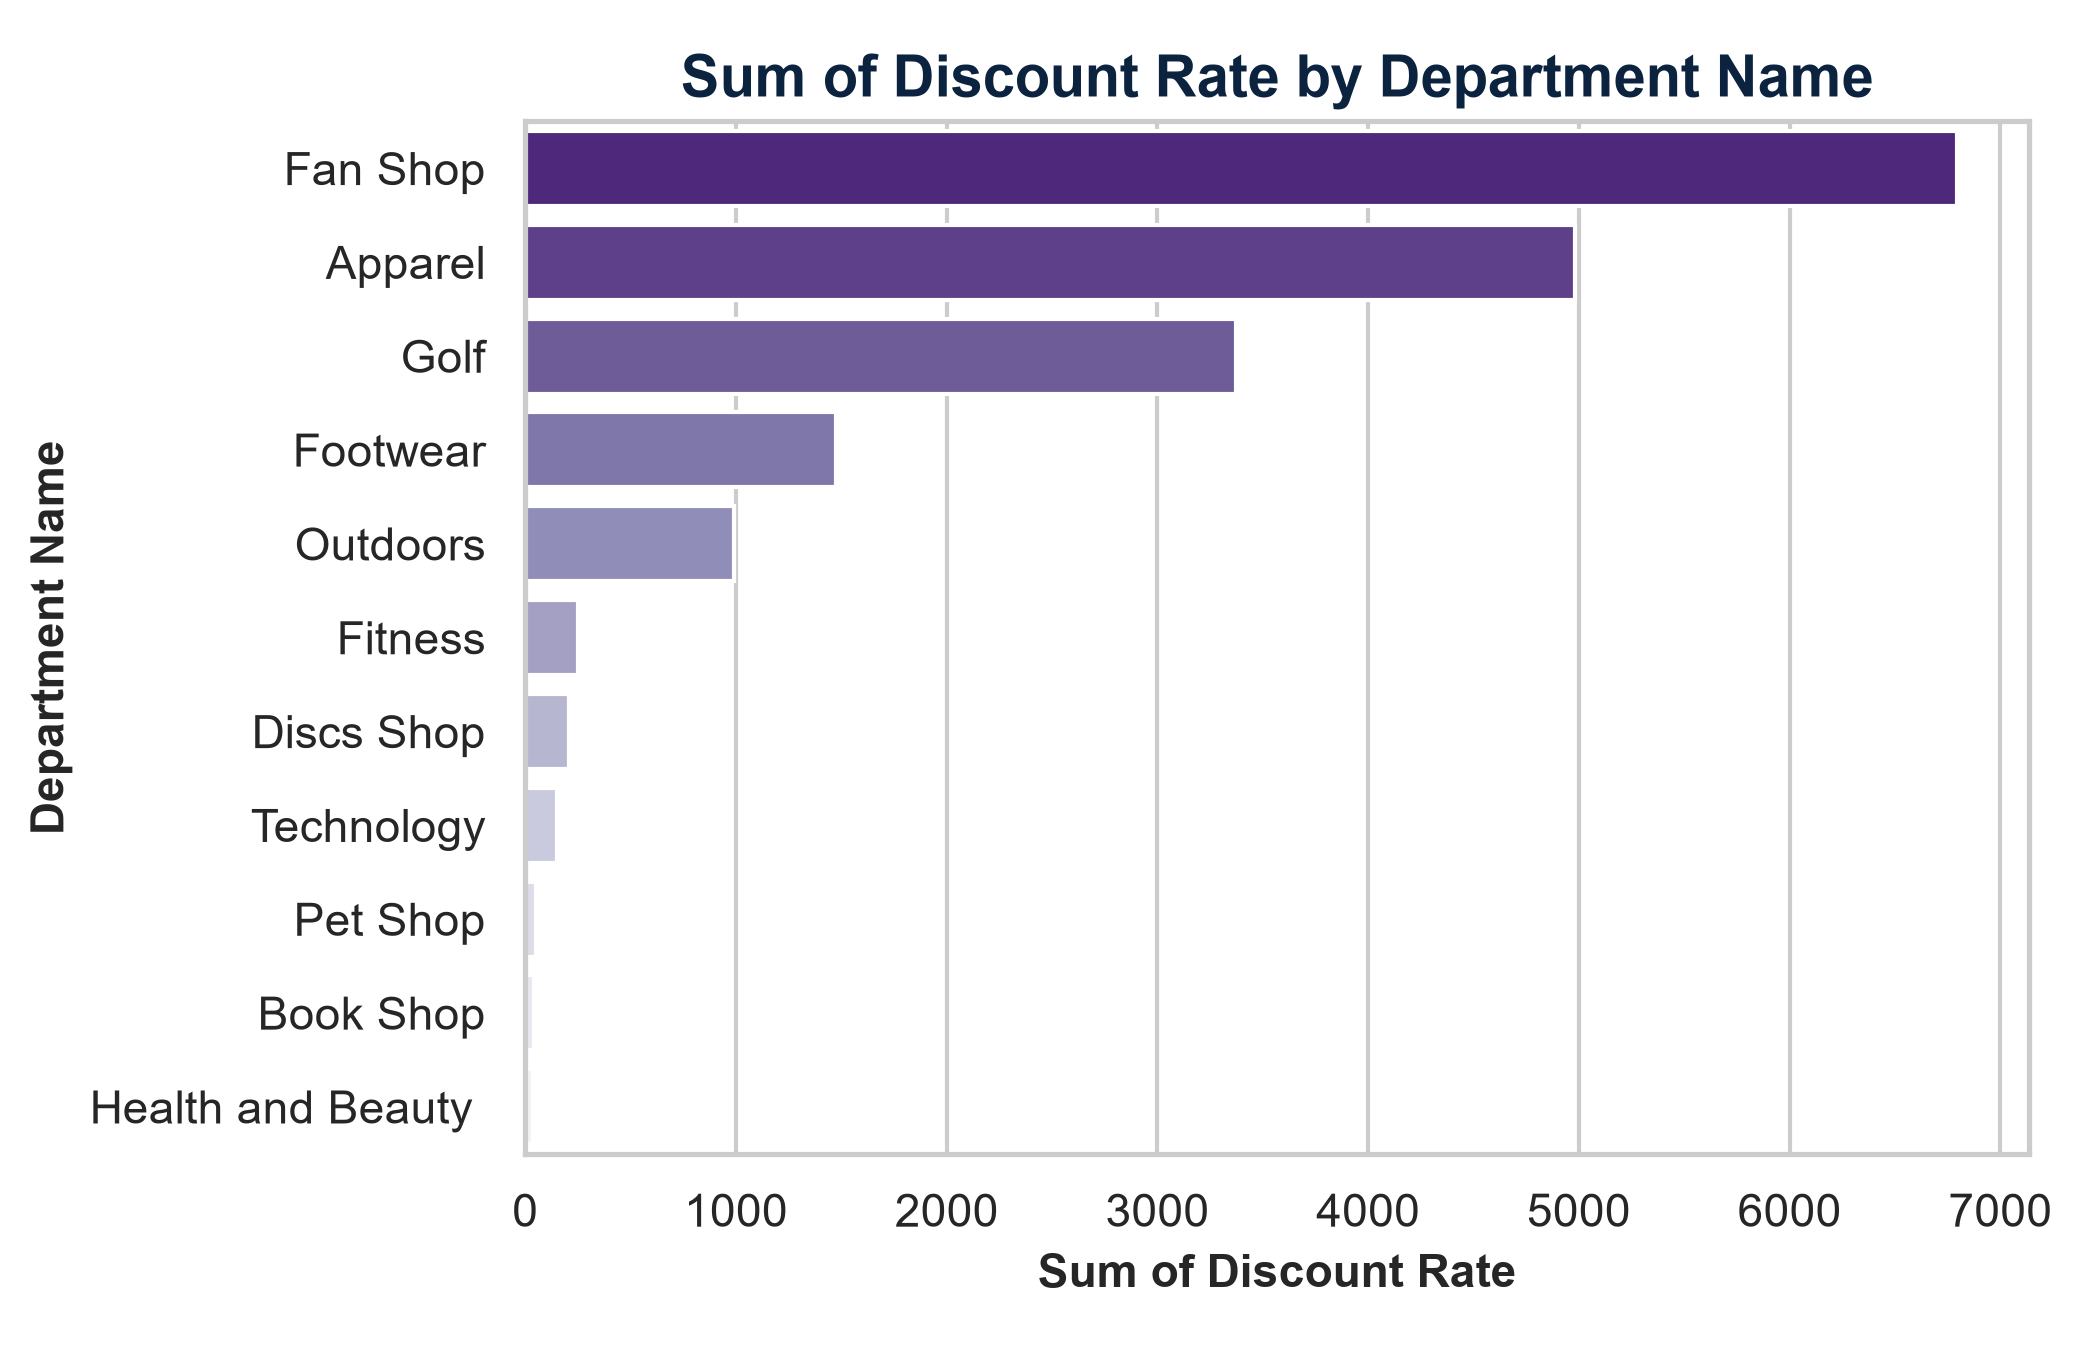 Sum of Discount Rate by Department Name
Fan Shop
Apparel
Golf
Footwear
Outdoors
Fitness
Discs Shop
Technology
Pet Shop
Book Shop
Health and Beauty
Department Name
0 1000 2000 3000 4000 5000 6000 7000
Sum of Discount Rate